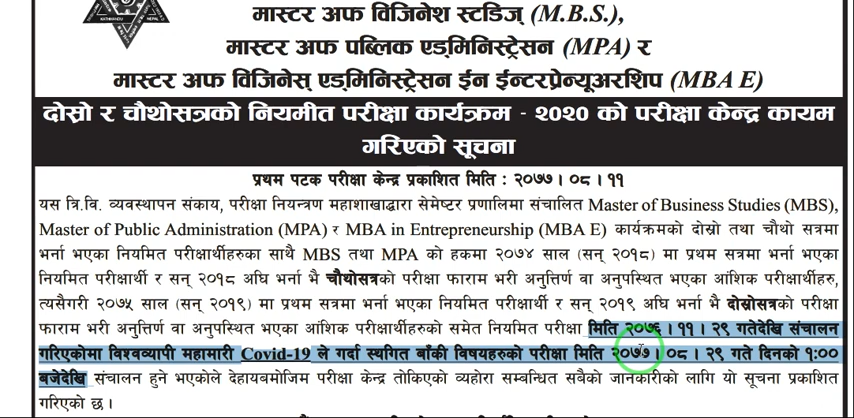 मास्टर अफ विजिनेश स्टडिज् (M.B.S.),
मास्टर अफ पब्लिक एड्मिनिस्ट्रेसन (MPA) र
मास्टर अफ विजिनेस् एड्मिनिस्ट्रेसन ईन ईन्टरप्रेन्यूअरशिप (MBA E)
दोस्रो र चौथोसत्रको नियमीत परीक्षा कार्यक्रम - २०२० को परीक्षा केन्द्र कायम
गरिएको सूचना
प्रथम पटक परीक्षा केन्द्र प्रकाशित मिति : २०७७।०८।११
यस त्रि.वि. व्यवस्थापन संकाय, परीक्षा नियन्त्रण महाशाखाद्वारा सेमेष्टर प्रणालिमा संचालित Master of Business Studies (MBS),
Master of Public Administration (MPA) र MBA in Entrepreneurship (MBA E) कार्यक्रमको दोस्रो तथा चौथो सत्रमा
भर्ना भएका नियमित परीक्षार्थीहरुका साथै MBS तथा MPA को हकमा २०७४ साल (सन् २०१८) मा प्रथम सत्रमा भर्ना भएका
नियमित परीक्षार्थी र सन् २०१८ अघि भर्ना भै चौथोसत्रको परीक्षा फाराम भरी अनुत्तिर्ण वा अनुपस्थित भएका आंशिक परीक्षार्थीहरु,
त्यसैगरी २०७५ साल (सन् २०१९) मा प्रथम सत्रमा भर्ना भएका नियमित परीक्षार्थी र सन् २०१९ अघि भर्ना भै दोस्रोसत्रको परीक्षा
फाराम भरी अनुत्तिर्ण वा अनुपस्थित भएका आंशिक परीक्षार्थीहरुको समेत नियमित परीक्षा मिति २०७६।११।२९ गतेदेखि संचालन
गरिएकोमा विश्वव्यापी महामारी Covid-19 ले गर्दा स्थगित बाँकी विषयहरुको परीक्षा मिति २०७७।०८।२९ गते दिनको १:००
बजेदेखि संचालन हुने भएकोले देहायबमोजिम परीक्षा केन्द्र तोकिएको व्यहोरा सम्बन्धित सबैको जानकारीको लागि यो सूचना प्रकाशित
गरिएको छ।